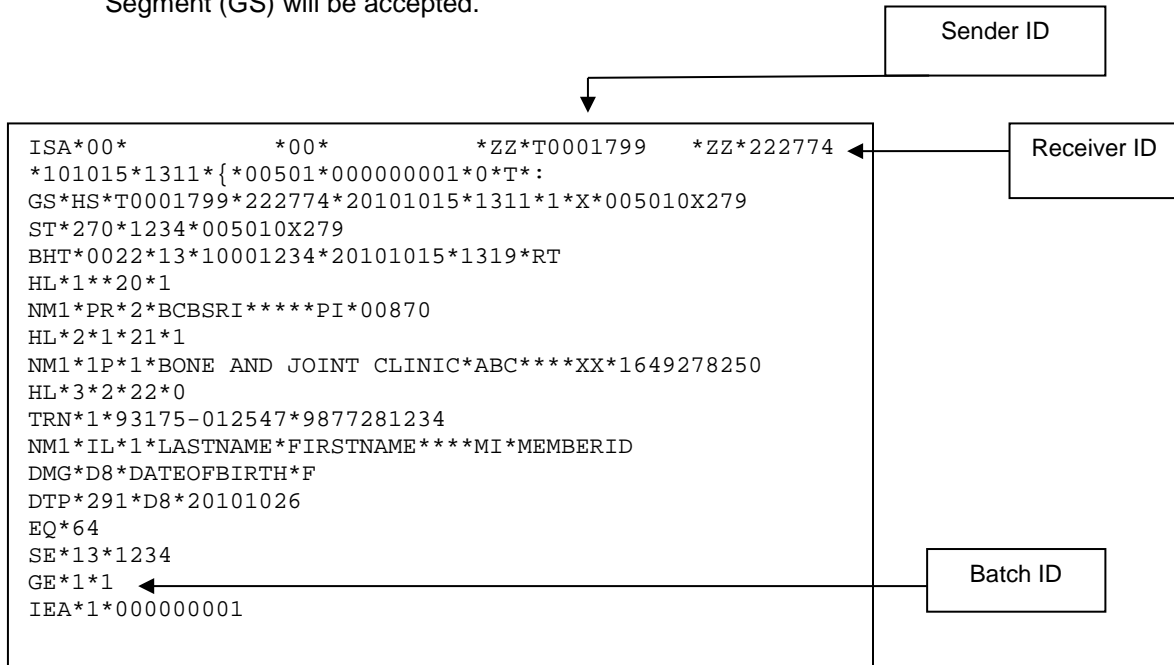 Segment (GS) will be accepted.
Sender ID
ISA*00*          *00*          *ZZ*T0001799   *ZZ*222774
Receiver ID
*101015*1311*{*00501*000000001*0*T*:
GS*HS*T0001799*222774*20101015*1311*1*X*005010X279
ST*270*1234*005010X279
BHT*0022*13*10001234*20101015*1319*RT
HL*1**20*1
NM1*PR*2*BCBSRI*****PI*00870
HL*2*1*21*1
NM1*1P*1*BONE AND JOINT CLINIC*ABC****XX*1649278250
HL*3*2*22*0
TRN*1*93175-012547*9877281234
NM1*IL*1*LASTNAME*FIRSTNAME****MI*MEMBERID
DMG*D8*DATEOFBIRTH*F
DTP*291*D8*20101026
EQ*64
SE*13*1234
GE*1*1
Batch ID
IEA*1*000000001